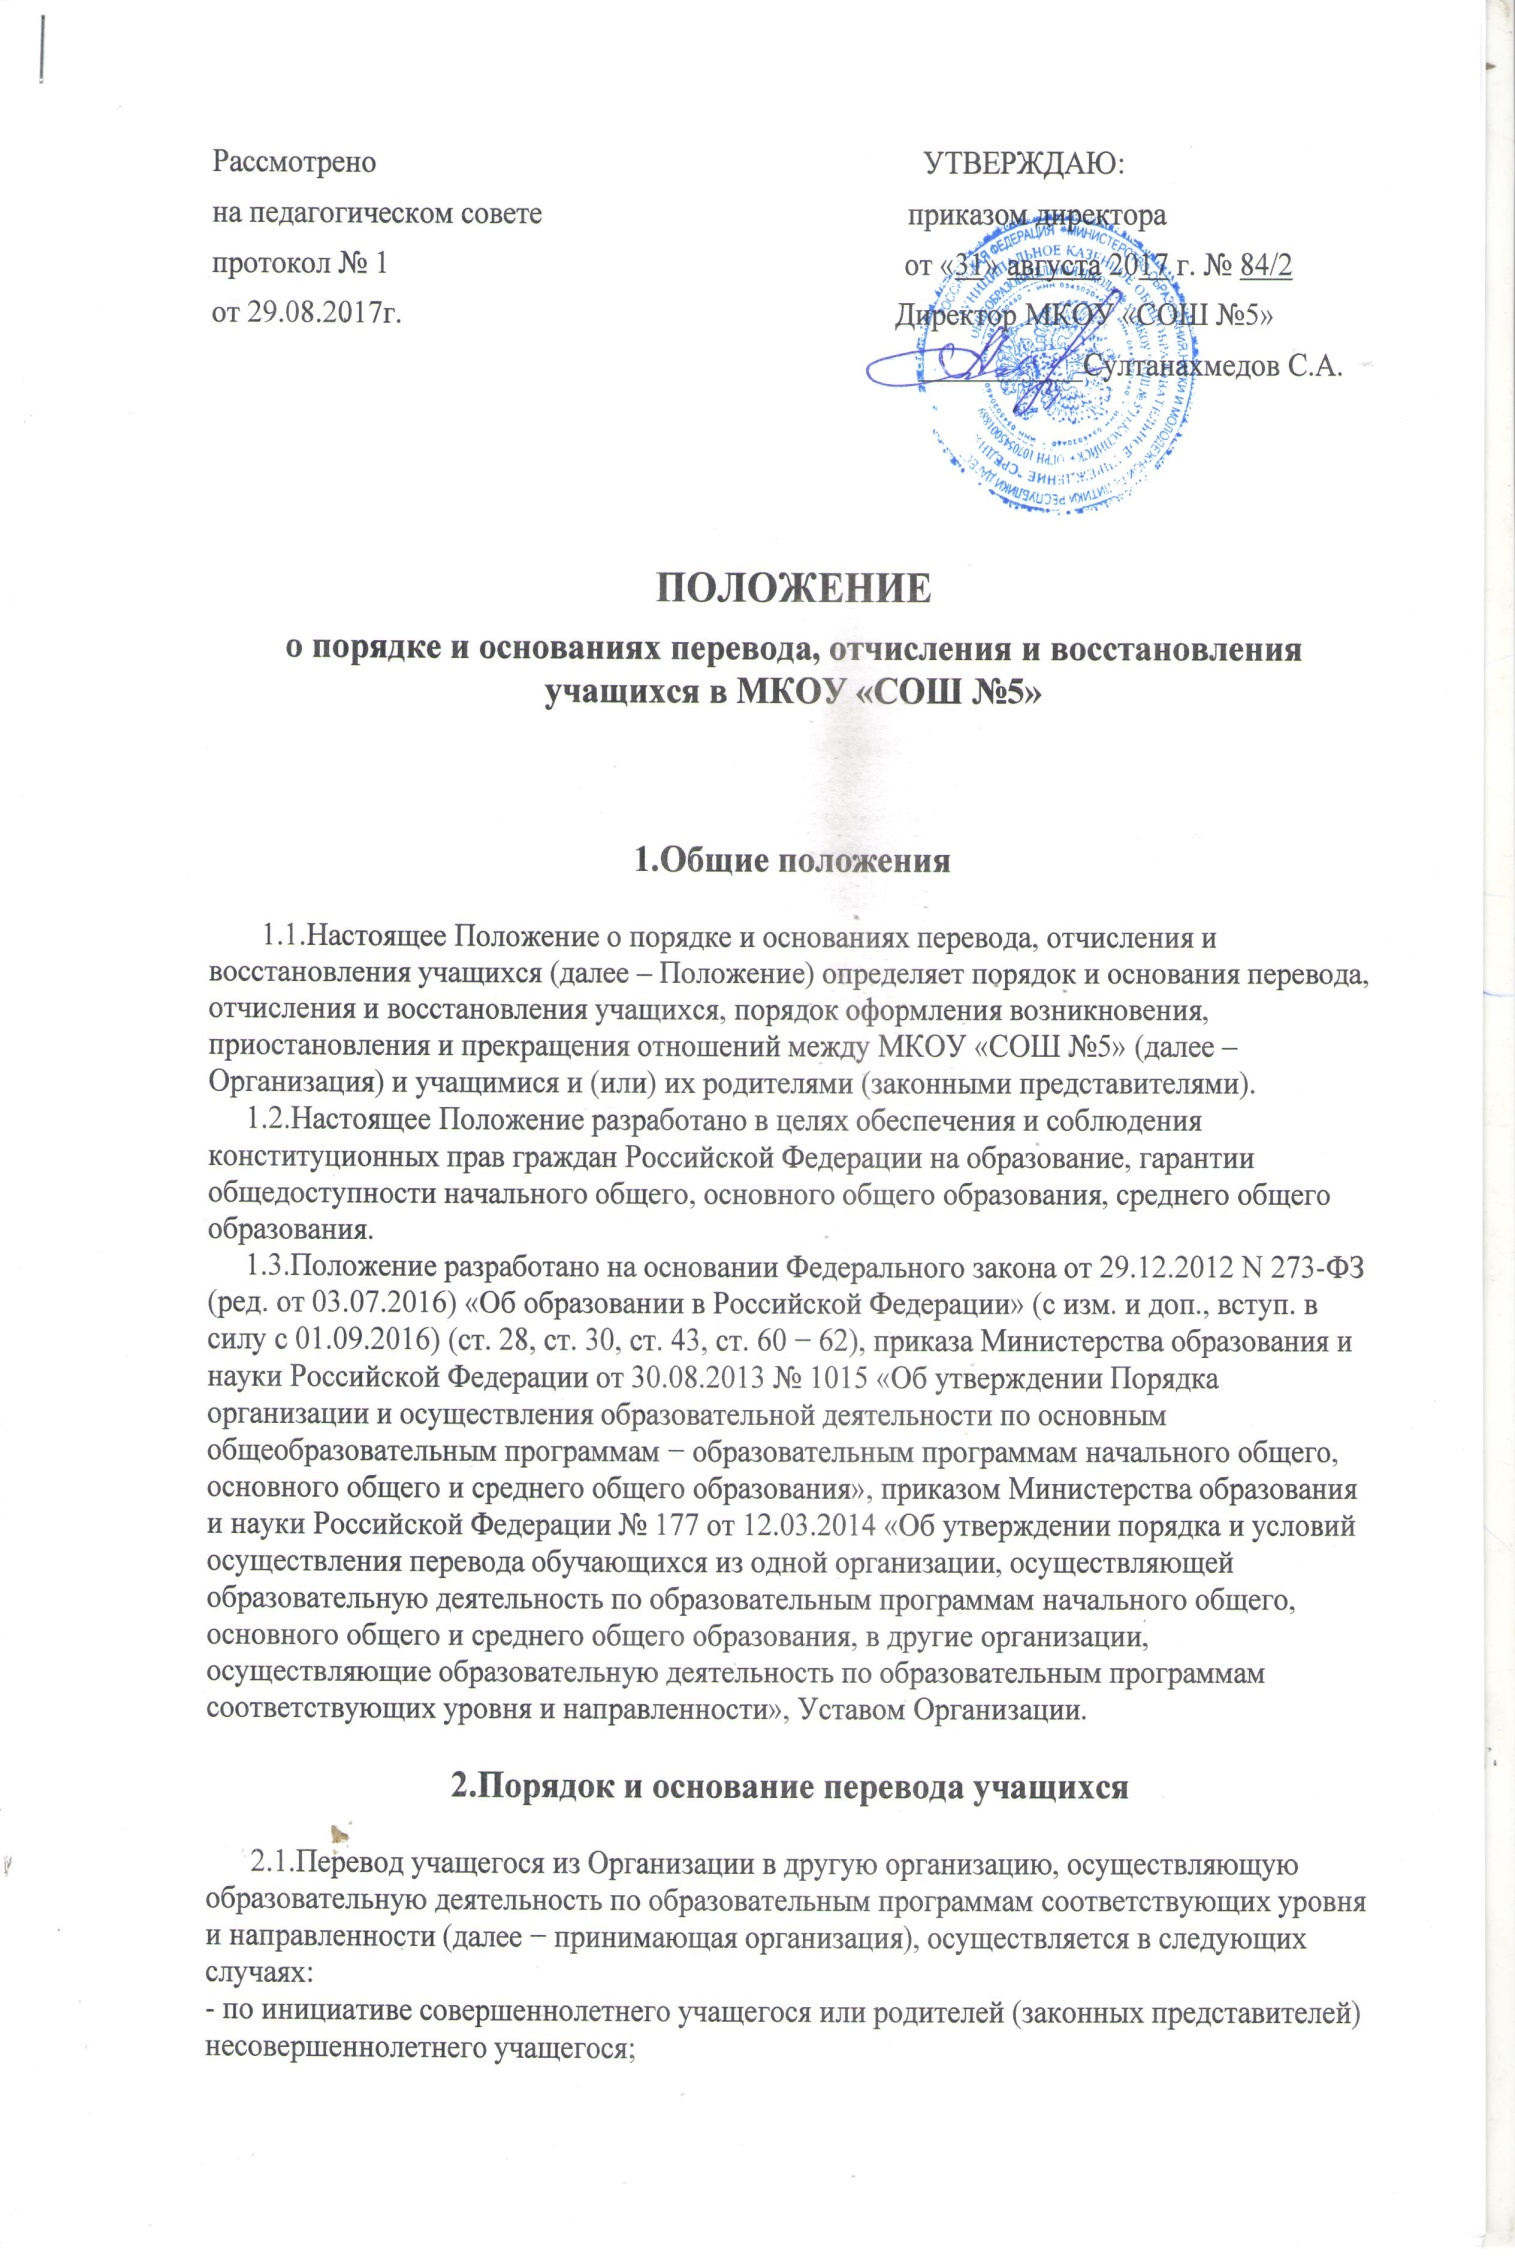 Рассмотрено
на педагогическом совете
протокол № 1
от 29.08.2017г.
УТВЕРЖДАЮ:
приказом директора
от «31» августа 2017 г. № 84/2
Директор МКОУ «СОШ №5»
Султанахмедов С.А.
ПОЛОЖЕНИЕ
о порядке и основаниях перевода, отчисления и восстановления
учащихся в МКОУ «СОШ №5»
1.Общие положения
1.1.Настоящее Положение о порядке и основаниях перевода, отчисления и
восстановления учащихся (далее – Положение) определяет порядок и основания перевода,
отчисления и восстановления учащихся, порядок оформления возникновения,
приостановления и прекращения отношений между МКОУ «СОШ №5» (далее –
Организация) и учащимися и (или) их родителями (законными представителями).
1.2.Настоящее Положение разработано в целях обеспечения и соблюдения
конституционных прав граждан Российской Федерации на образование, гарантии
общедоступности начального общего, основного общего образования, среднего общего
образования.
1.3.Положение разработано на основании Федерального закона от 29.12.2012 N 273-ФЗ
(ред. от 03.07.2016) «Об образовании в Российской Федерации» (с изм. и доп., вступ. в
силу с 01.09.2016) (ст. 28, ст. 30, ст. 43, ст. 60 − 62), приказа Министерства образования и
науки Российской Федерации от 30.08.2013 № 1015 «Об утверждении Порядка
организации и осуществления образовательной деятельности по основным
общеобразовательным программам − образовательным программам начального общего,
основного общего и среднего общего образования», приказом Министерства образования
и науки Российской Федерации № 177 от 12.03.2014 «Об утверждении порядка и условий
осуществления перевода обучающихся из одной организации, осуществляющей
образовательную деятельность по образовательным программам начального общего,
основного общего и среднего общего образования, в другие организации,
осуществляющие образовательную деятельность по образовательным программам
соответствующих уровня и направленности», Уставом Организации.
2.Порядок и основание перевода учащихся
2.1.Перевод учащегося из Организации в другую организацию, осуществляющую
образовательную деятельность по образовательным программам соответствующих уровня
и направленности (далее − принимающая организация), осуществляется в следующих
случаях:
- по инициативе совершеннолетнего учащегося или родителей (законных представителей)
несовершеннолетнего учащегося;